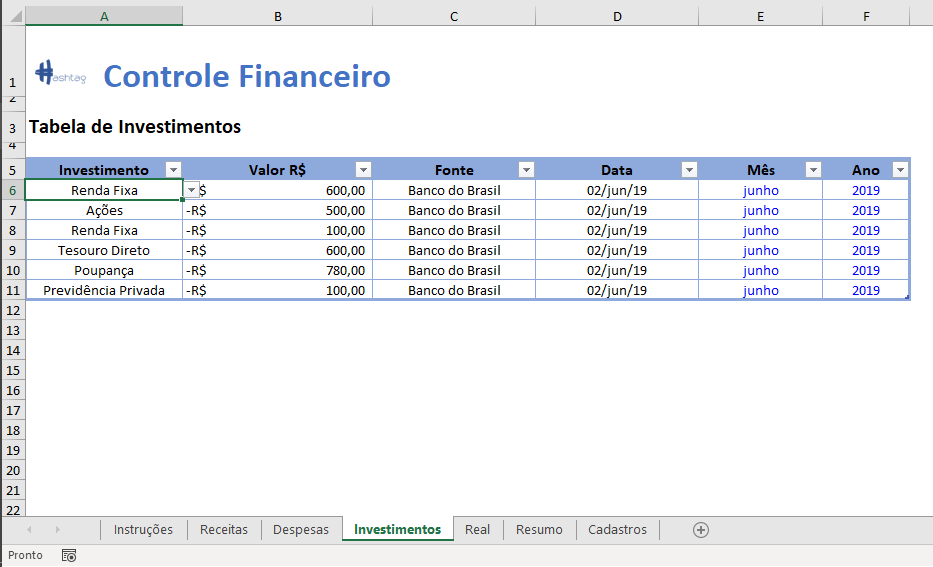 A B C D E F
1 #ashtag Controle Financeiro
2
3 Tabela de Investimentos
4
5 Investimento Valor R$ Fonte Data Mês Ano
6 Renda Fixa $ 600,00 Banco do Brasil 02/jun/19 junho 2019
7 Ações -R$ 500,00 Banco do Brasil 02/jun/19 junho 2019
8 Renda Fixa -R$ 100,00 Banco do Brasil 02/jun/19 junho 2019
9 Tesouro Direto -R$ 600,00 Banco do Brasil 02/jun/19 junho 2019
10 Poupança -R$ 780,00 Banco do Brasil 02/jun/19 junho 2019
11 Previdência Privada -R$ 100,00 Banco do Brasil 02/jun/19 junho 2019
12
13
14
15
16
17
18
19
20
21
22
Instruções Receitas Despesas Investimentos Real Resumo Cadastros
Pronto